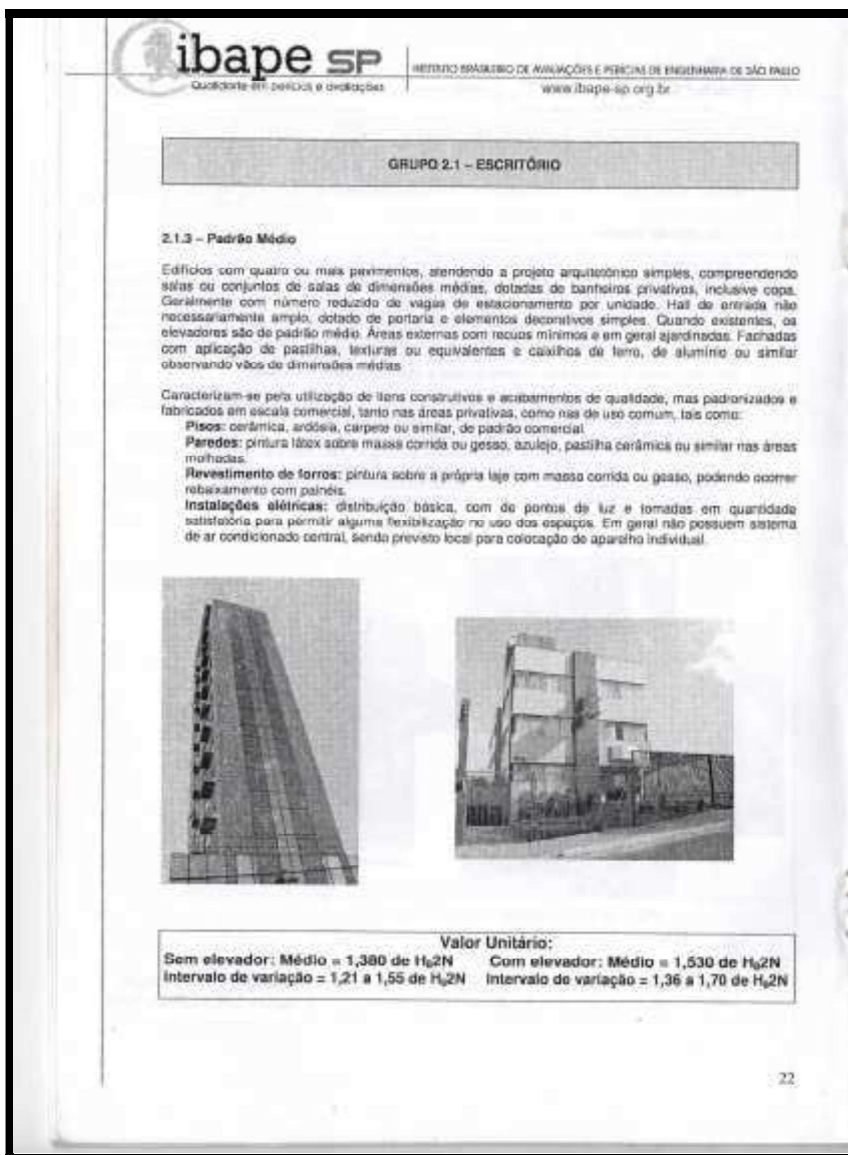 ibape SP
Qualidade em perícias e avaliações
INSTITUTO BRASILEIRO DE AVALIAÇÕES E PERÍCIAS DE ENGENHARIA DE SÃO PAULO
www.ibape-sp.org.br
GRUPO 2.1 – ESCRITÓRIO
2.1.3 – Padrão Médio
Edifícios com quatro ou mais pavimentos, atendendo a projeto arquitetônico simples, compreendendo
salas ou conjuntos de salas de dimensões médias, dotadas de banheiros privativos, inclusive copa.
Geralmente com número reduzido de vagas de estacionamento por unidade. Hall de entrada não
necessariamente amplo, dotado de portaria e elementos decorativos simples. Quando existentes, os
elevadores são de padrão médio. Áreas externas com recuos mínimos e em geral ajardinadas. Fachadas
com aplicação de pastilhas, texturas ou equivalentes e caixilhos de ferro, de alumínio ou similar
observando vãos de dimensões médias.
Caracterizam-se pela utilização de itens construtivos e acabamentos de qualidade, mas padronizados e
fabricados em escala comercial, tanto nas áreas privativas, como nas de uso comum, tais como:
Pisos: cerâmica, ardósia, carpete ou similar, de padrão comercial.
Paredes: pintura látex sobre massa corrida ou gesso, azulejo, pastilha cerâmica ou similar nas áreas
molhadas.
Revestimento de forros: pintura sobre a própria laje com massa corrida ou gesso, podendo ocorrer
rebaixamento com painéis.
Instalações elétricas: distribuição básica, com de pontos de luz e tomadas em quantidade
satisfatória para permitir alguma flexibilização no uso dos espaços. Em geral não possuem sistema
de ar condicionado central, sendo previsto local para colocação de aparelho individual.
Valor Unitário:
Sem elevador: Médio = 1,380 de H₈2N Com elevador: Médio = 1,530 de H₈2N
Intervalo de variação = 1,21 a 1,55 de H₈2N Intervalo de variação = 1,36 a 1,70 de H₈2N
22